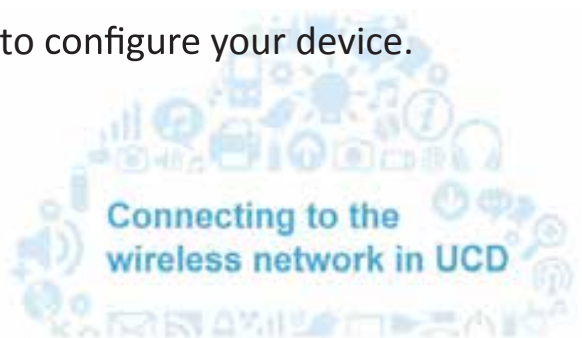 to configure your device.
Connecting to the
wireless network in UCD